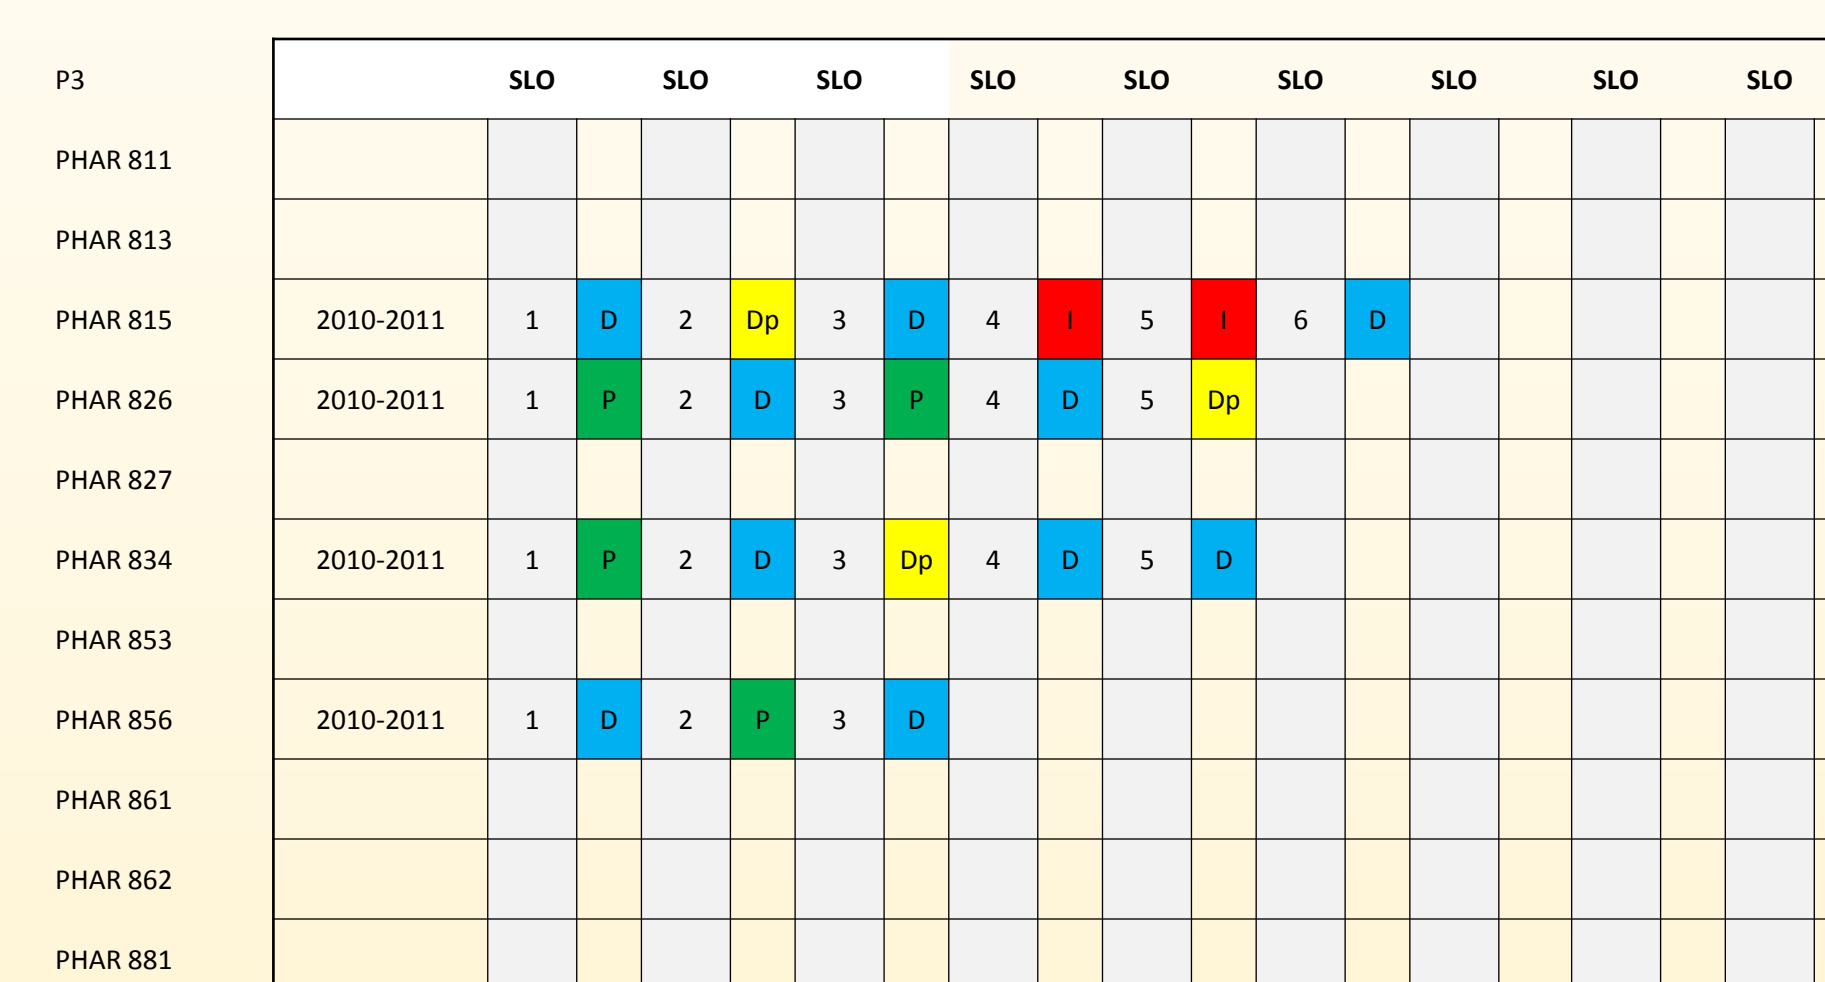 P3 SLO SLO SLO SLO SLO SLO SLO SLO SLO
PHAR 811
PHAR 813
PHAR 815 2010-2011 1 D 2 Dp 3 D 4 I 5 I 6 D
PHAR 826 2010-2011 1 P 2 D 3 P 4 D 5 Dp
PHAR 827
PHAR 834 2010-2011 1 P 2 D 3 Dp 4 D 5 D
PHAR 853
PHAR 856 2010-2011 1 D 2 P 3 D
PHAR 861
PHAR 862
PHAR 881